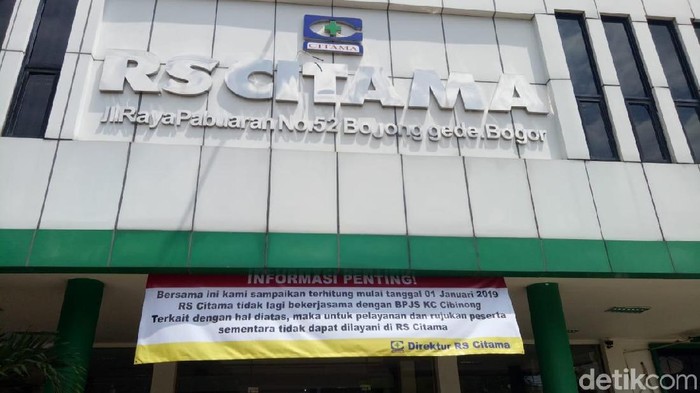 CITAMA
RS CITAMA
Jl.Raya Pabuaran No.52 Bojong gede, Bogor
INFORMASI PENTING!
Bersama ini kami sampaikan terhitung mulai tanggal 01 Januari 2019
RS Citama tidak lagi bekerjasama dengan BPJS KC Cibinong
Terkait dengan hal diatas, maka untuk pelayanan dan rujukan peserta
sementara tidak dapat dilayani di RS Citama
Direktur RS Citama
detikcom